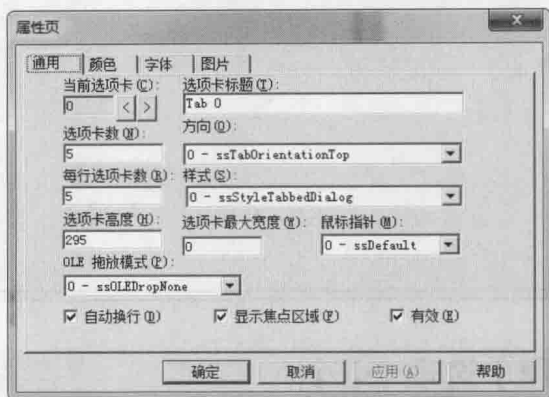 属性页
通用 颜色 字体 图片
当前选项卡(C): 选项卡标题(T):
0 < > Tab 0
选项卡数(N): 方向(O):
5 0 - ssTabOrientationTop
每行选项卡数(R): 样式(S):
5 0 - ssStyleTabbedDialog
选项卡高度(H): 选项卡最大宽度(W): 鼠标指针(M):
295 0 0 - ssDefault
OLE 拖放模式(P):
0 - ssOLEDropNone
自动换行(D) 显示焦点区域(F) 有效(E)
确定 取消 应用(A) 帮助